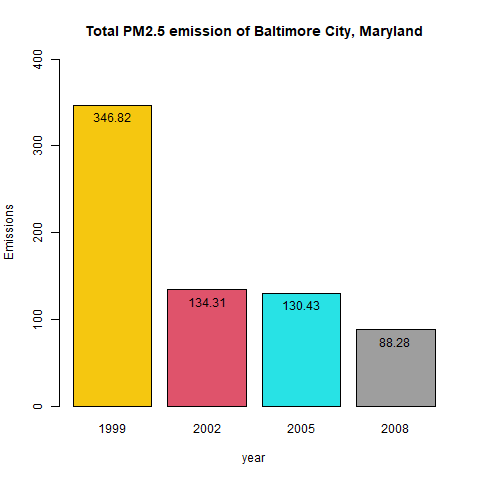 Total PM2.5 emission of Baltimore City, Maryland
Emissions
400
300
200
100
0
346.82
134.31
130.43
88.28
1999 2002 2005 2008
year